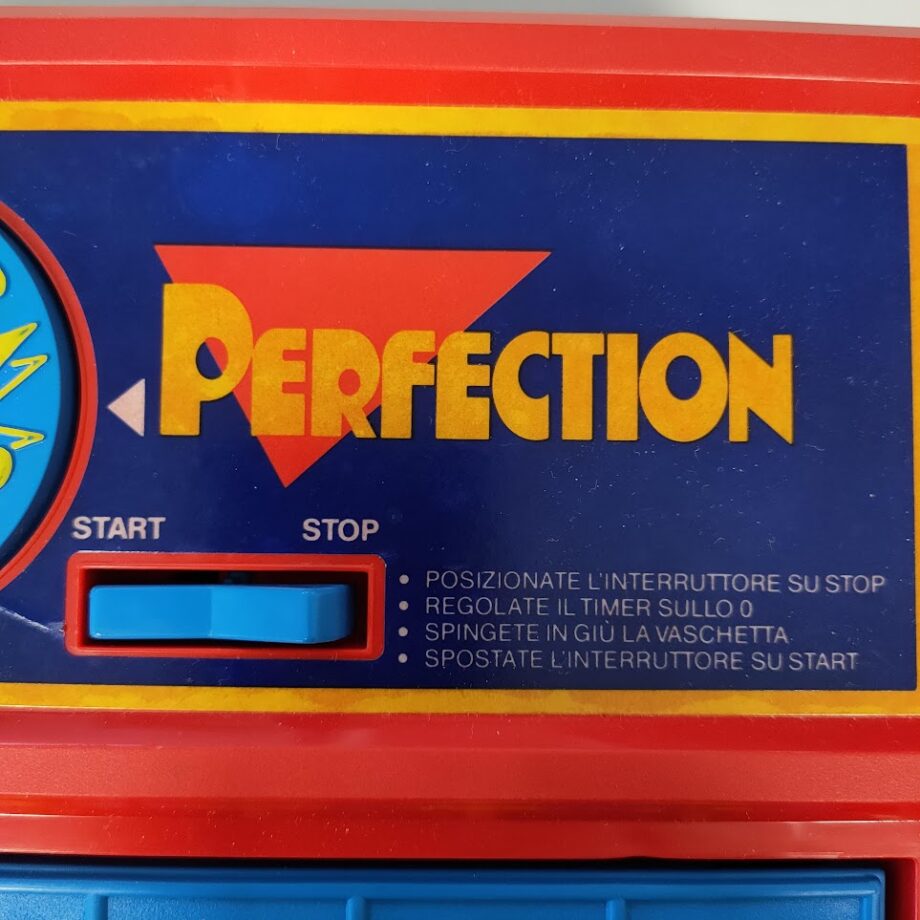 PERFECTION
START STOP
• POSIZIONATE L'INTERRUTTORE SU STOP
• REGOLATE IL TIMER SULLO 0
• SPINGETE IN GIÙ LA VASCHETTA
• SPOSTATE L'INTERRUTTORE SU START